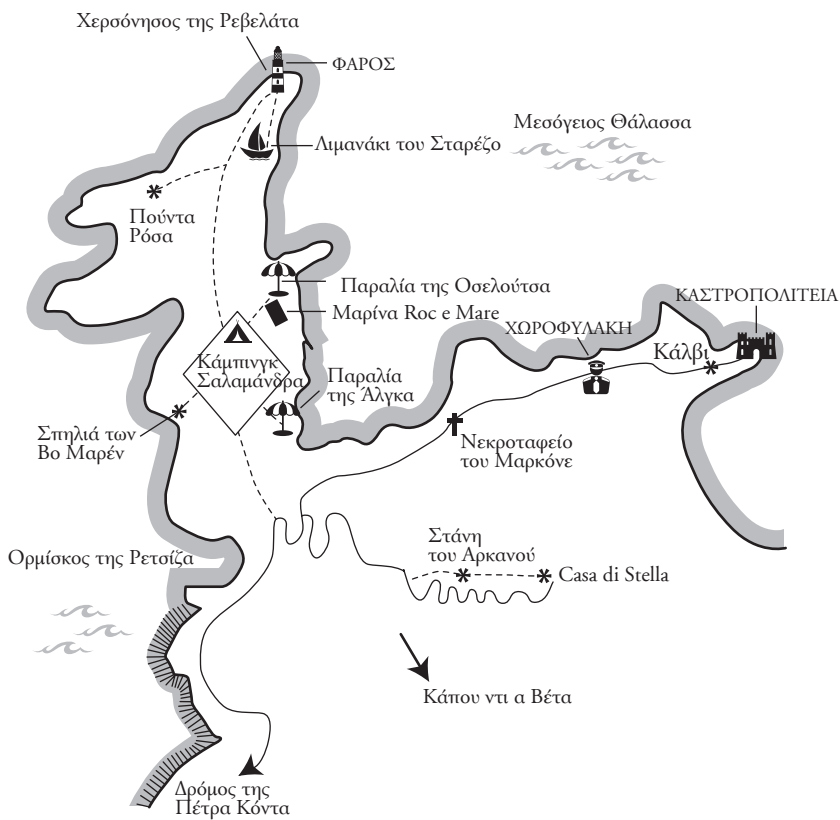 Χερσόνησος της Ρεβελάτα
ΦΑΡΟΣ
Μεσόγειος Θάλασσα
Λιμανάκι του Σταρέζο
Πούντα
Ρόσα
Παραλία της Οσελούτσα
Μαρίνα Roc e Mare
ΚΑΣΤΡΟΠΟΛΙΤΕΙΑ
ΧΩΡΟΦΥΛΑΚΗ
Κάλβι
Κάμπινγκ
Σαλαμάνδρα
Παραλία
της Άλγκα
Σπηλιά των
Βο Μαρέν
Νεκροταφείο
του Μαρκόνε
Στάνη
του Αρκανού
Casa di Stella
Ορμίσκος της Ρετσίζα
Κάπου ντι α Βέτα
Δρόμος της
Πέτρα Κόντα